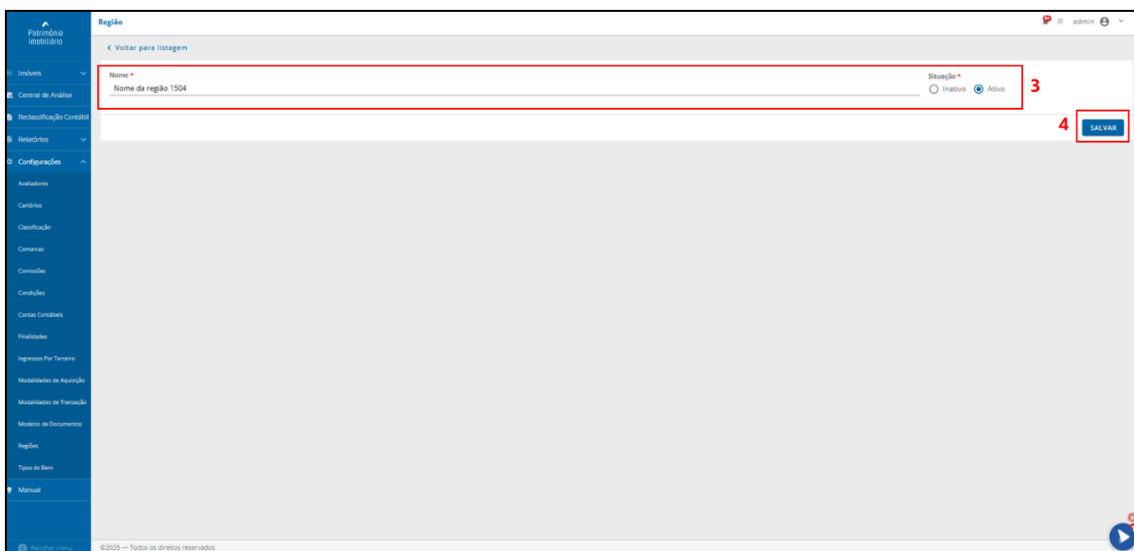 Patrimônio
Imobiliário
Região
admin
Voltar para listagem
Imóveis
Central de Análise
Reclassificação Contábil
Relatórios
Configurações
Avaliadores
Cartórios
Classificação
Comarcas
Comissões
Condições
Contas Contábeis
Finalidades
Ingressos Por Terceiro
Modalidades de Aquisição
Modalidades de Transação
Modelos de Documentos
Regiões
Tipos de Bem
Manual
Recolher menu
Nome *
Nome da região 1504
Situação *
Inativo Ativo
3
4
SALVAR
©2025 — Todos os direitos reservados